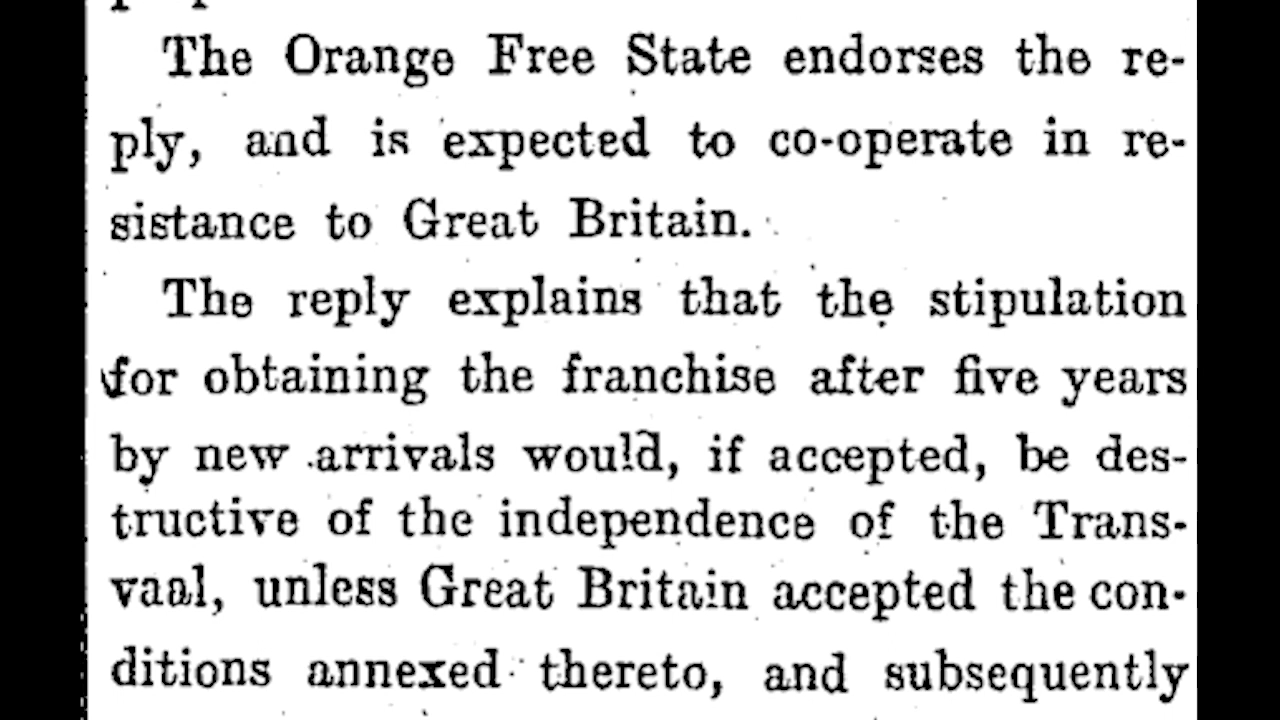 The Orange Free State endorses the re-
ply, and is expected to co-operate in re-
sistance to Great Britain.
The reply explains that the stipulation
for obtaining the franchise after five years
by new arrivals would, if accepted, be des-
tructive of the independence of the Trans-
vaal, unless Great Britain accepted the con-
ditions annexed thereto, and subsequently